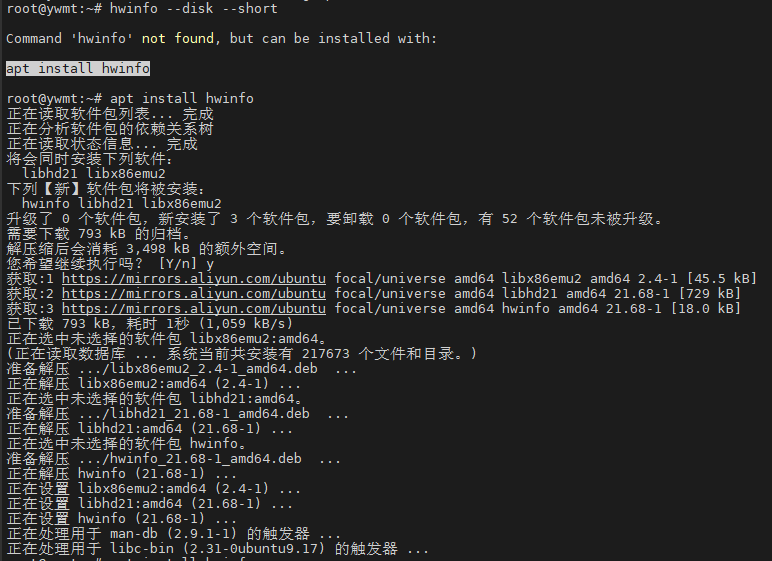 root@ywmt:~# hwinfo --disk --short
Command 'hwinfo' not found, but can be installed with:
apt install hwinfo
root@ywmt:~# apt install hwinfo
正在读取软件包列表... 完成
正在分析软件包的依赖关系树
正在读取状态信息... 完成
将会同时安装下列软件：
  libhd21 libx86emu2
下列【新】软件包将被安装：
  hwinfo libhd21 libx86emu2
升级了 0 个软件包，新安装了 3 个软件包，要卸载 0 个软件包，有 52 个软件包未被升级。
需要下载 793 kB 的归档。
解压缩后会消耗 3,498 kB 的额外空间。
您希望继续执行吗？ [Y/n] y
获取:1 https://mirrors.aliyun.com/ubuntu focal/universe amd64 libx86emu2 amd64 2.4-1 [45.5 kB]
获取:2 https://mirrors.aliyun.com/ubuntu focal/universe amd64 libhd21 amd64 21.68-1 [729 kB]
获取:3 https://mirrors.aliyun.com/ubuntu focal/universe amd64 hwinfo amd64 21.68-1 [18.0 kB]
已下载 793 kB，耗时 1秒 (1,059 kB/s)
正在选中未选择的软件包 libx86emu2:amd64。
(正在读取数据库 ... 系统当前共安装有 217673 个文件和目录。)
准备解压 .../libx86emu2_2.4-1_amd64.deb  ...
正在解压 libx86emu2:amd64 (2.4-1) ...
正在选中未选择的软件包 libhd21:amd64。
准备解压 .../libhd21_21.68-1_amd64.deb  ...
正在解压 libhd21:amd64 (21.68-1) ...
正在选中未选择的软件包 hwinfo。
准备解压 .../hwinfo_21.68-1_amd64.deb  ...
正在解压 hwinfo (21.68-1) ...
正在设置 libx86emu2:amd64 (2.4-1) ...
正在设置 libhd21:amd64 (21.68-1) ...
正在设置 hwinfo (21.68-1) ...
正在处理用于 man-db (2.9.1-1) 的触发器 ...
正在处理用于 libc-bin (2.31-0ubuntu9.17) 的触发器 ...